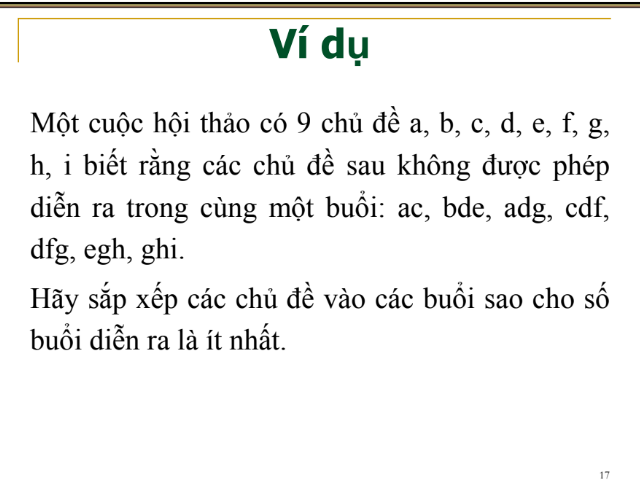 Ví dụ
Một cuộc hội thảo có 9 chủ đề a, b, c, d, e, f, g,
h, i biết rằng các chủ đề sau không được phép
diễn ra trong cùng một buổi: ac, bde, adg, cdf,
dfg, egh, ghi.
Hãy sắp xếp các chủ đề vào các buổi sao cho số
buổi diễn ra là ít nhất.
17